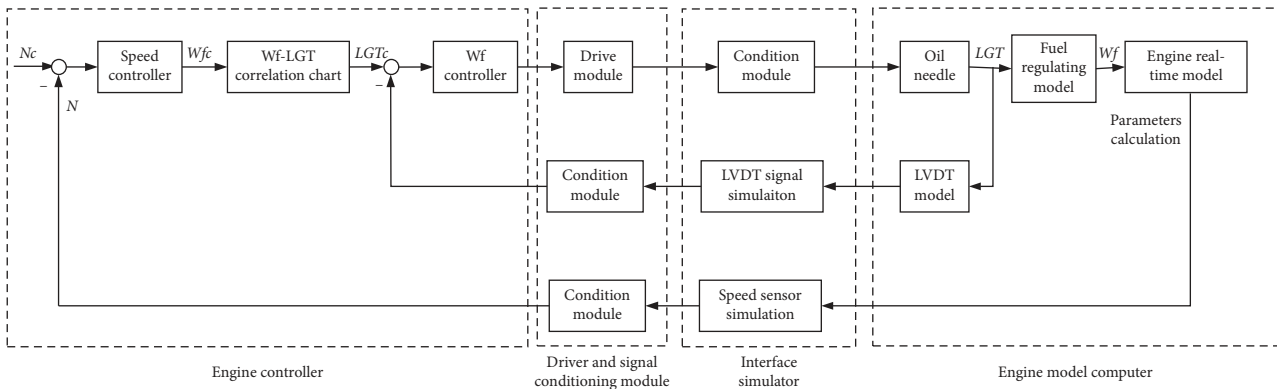 Nc
Speed
controller
Wfc
Wf-LGT
correlation chart
LGTc
Wf
controller
Drive
module
Condition
module
Oil
needle
LGT
Fuel
regulating
model
Wf
Engine real-
time model
–
N
–
Parameters
calculation
Condition
module
LVDT signal
simulaiton
LVDT
model
Condition
module
Speed sensor
simulation
Engine controller
Driver and signal
conditioning module
Interface
simulator
Engine model computer